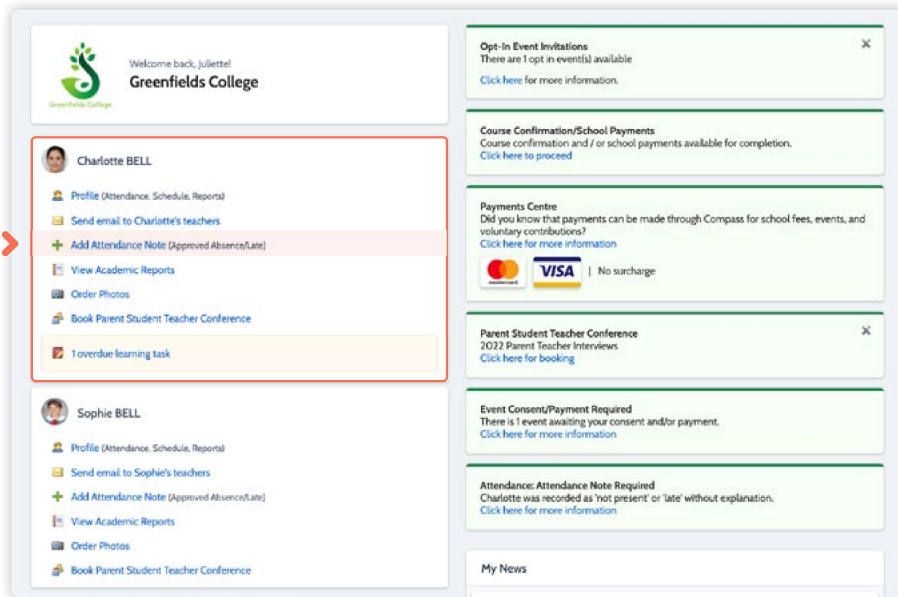 Greenfields College
Welcome back, Juliette!
Greenfields College
Charlotte BELL
Profile (Attendance, Schedule, Reports)
Send email to Charlotte's teachers
Add Attendance Note (Approved Absence/Late)
View Academic Reports
Order Photos
Book Parent Student Teacher Conference
1 overdue learning task
Sophie BELL
Profile (Attendance, Schedule, Reports)
Send email to Sophie's teachers
Add Attendance Note (Approved Absence/Late)
View Academic Reports
Order Photos
Book Parent Student Teacher Conference
Opt-In Event Invitations
There are 1 opt in event(s) available
Click here for more information.
Course Confirmation/School Payments
Course confirmation and / or school payments available for completion.
Click here to proceed
Payments Centre
Did you know that payments can be made through Compass for school fees, events, and
voluntary contributions?
Click here for more information
mastercard VISA | No surcharge
Parent Student Teacher Conference
2022 Parent Teacher Interviews
Click here for booking
Event Consent/Payment Required
There is 1 event awaiting your consent and/or payment.
Click here for more information
Attendance: Attendance Note Required
Charlotte was recorded as 'not present' or 'late' without explanation.
Click here for more information
My News